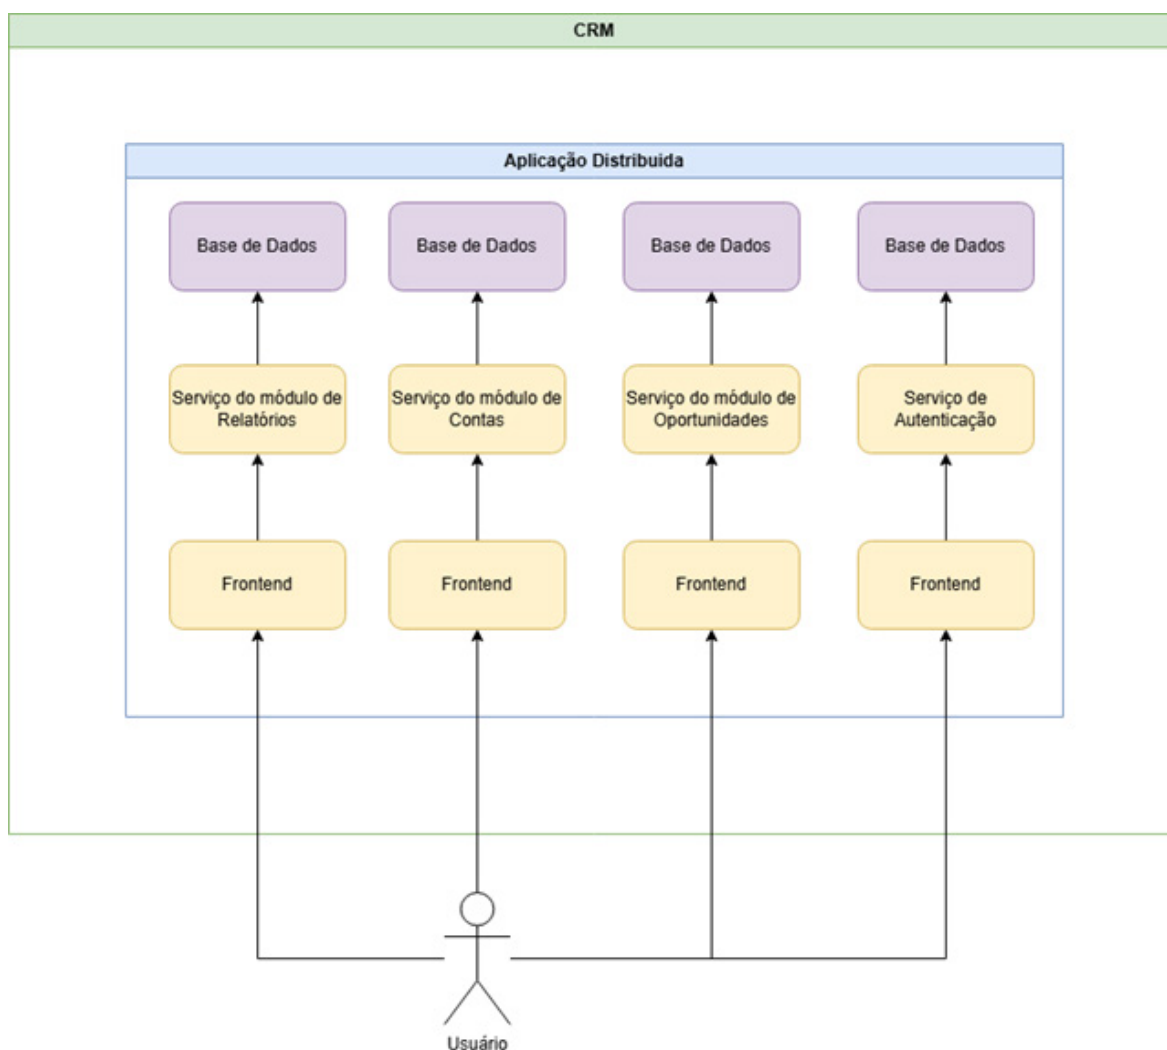 CRM
Aplicação Distribuida
Base de Dados
Base de Dados
Base de Dados
Base de Dados
Serviço do módulo de
Relatórios
Serviço do módulo de
Contas
Serviço do módulo de
Oportunidades
Serviço de
Autenticação
Frontend
Frontend
Frontend
Frontend
Usuário